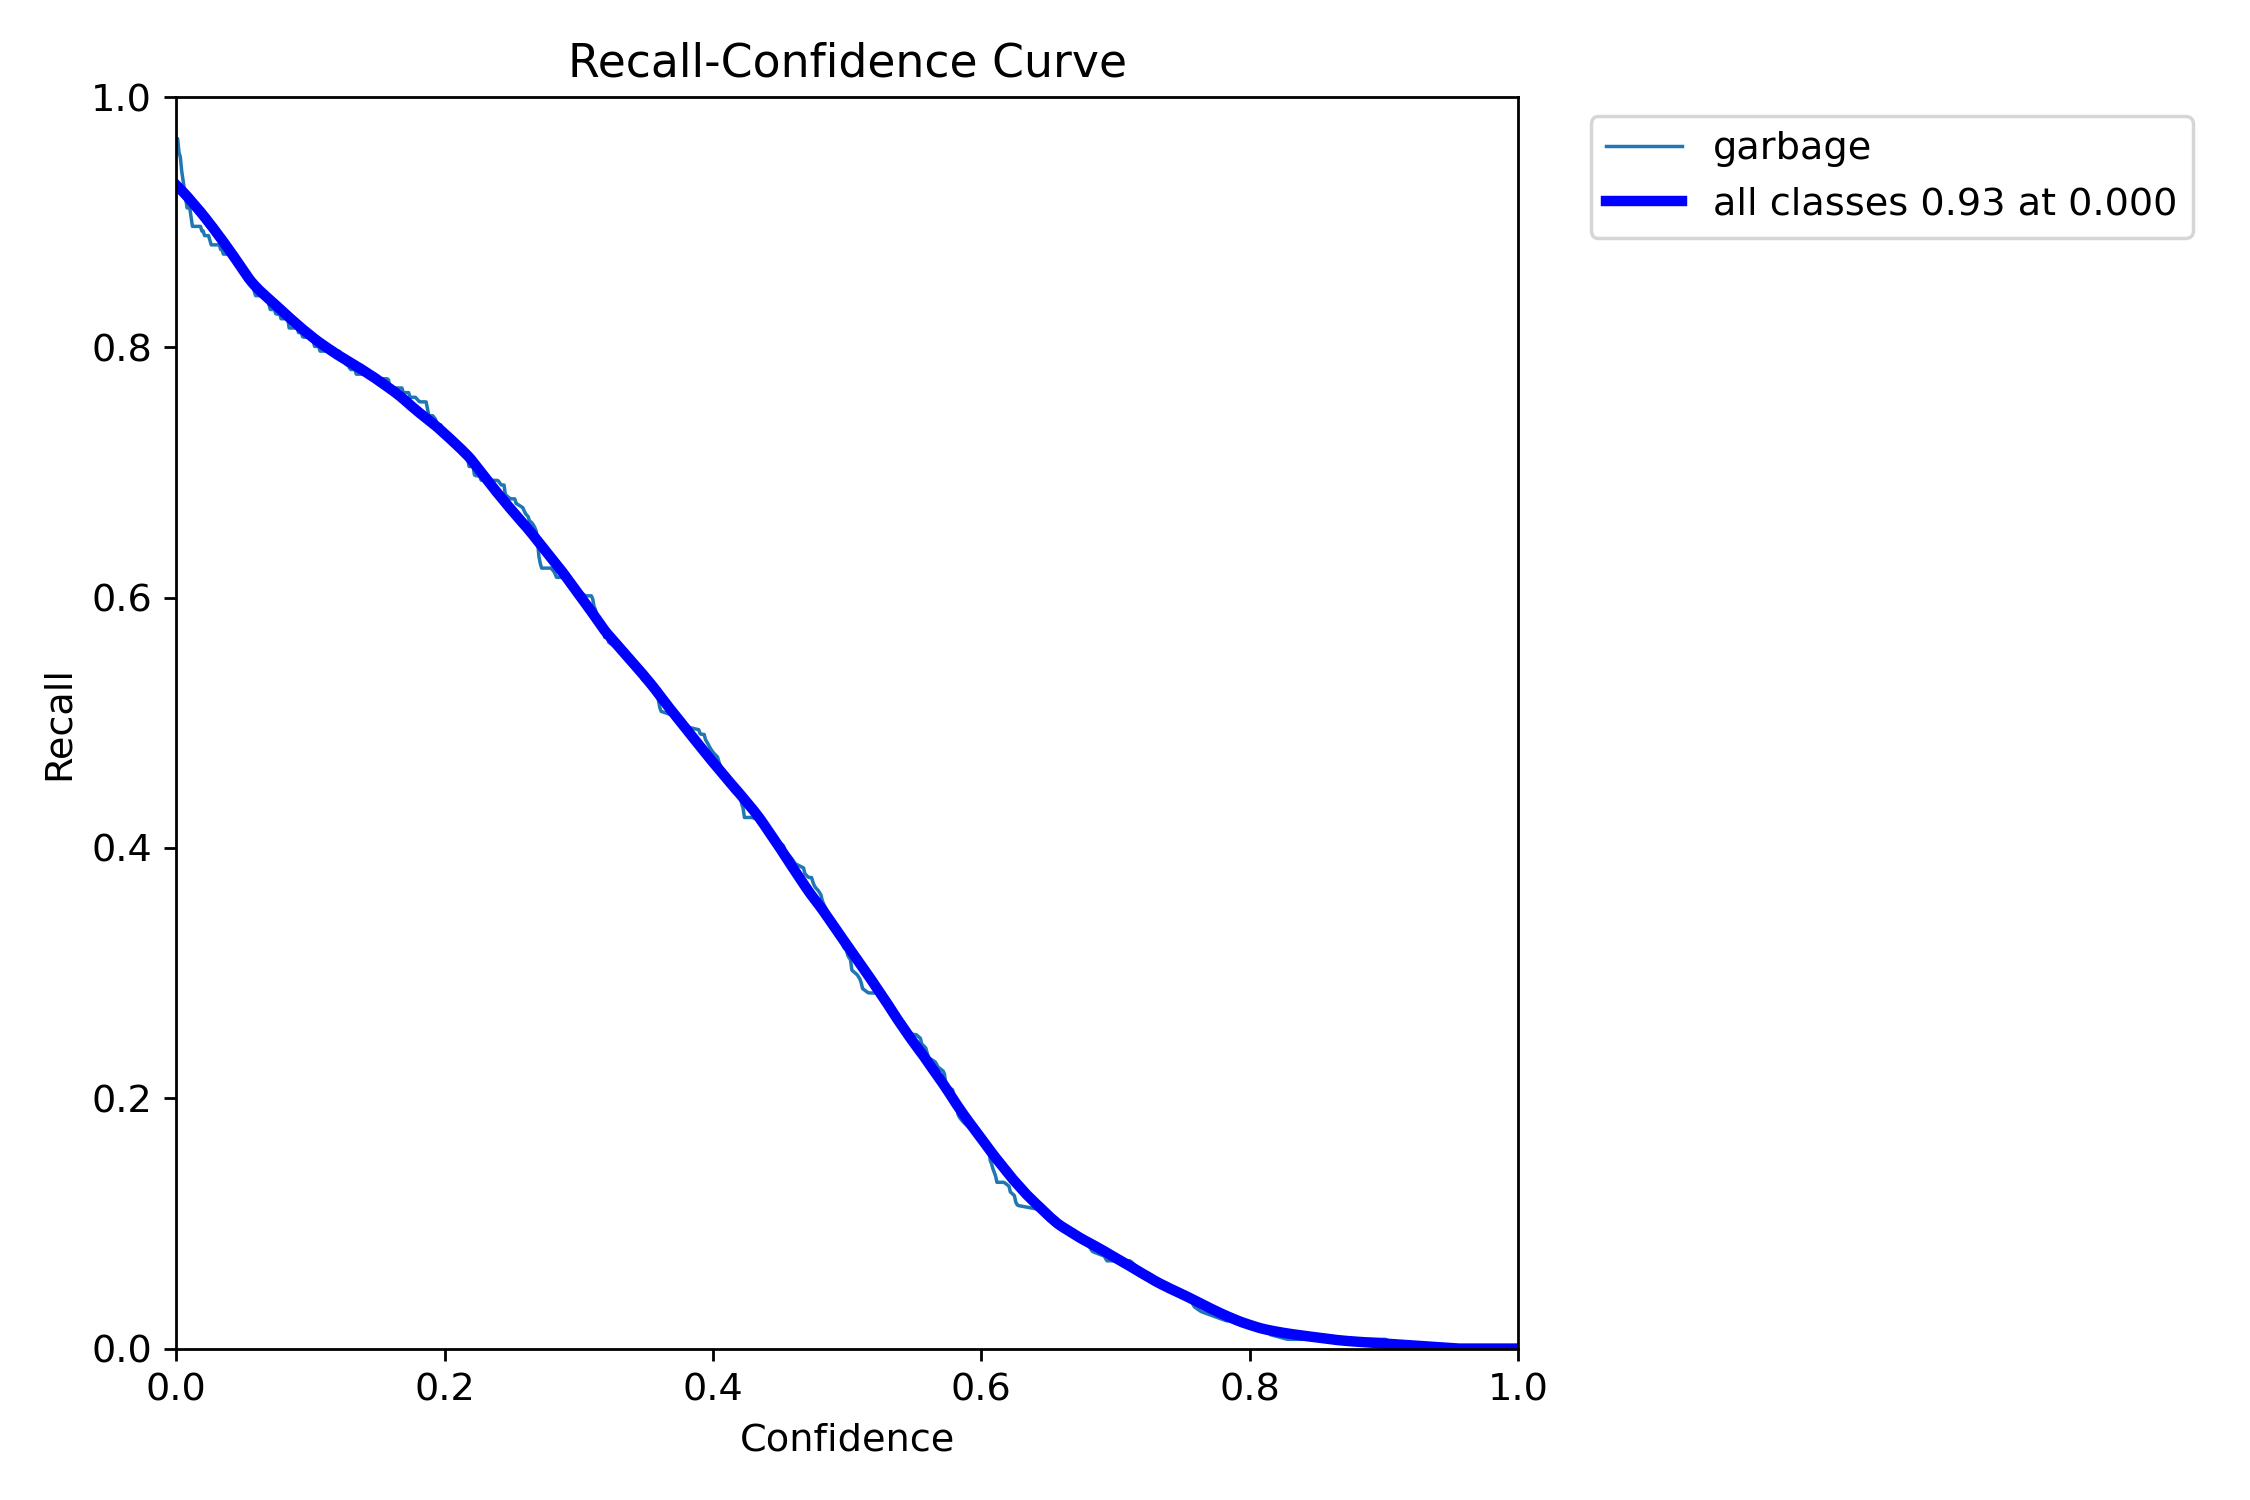 Recall-Confidence Curve
1.0
0.8
0.6
0.4
0.2
0.0
Recall
0.0 0.2 0.4 0.6 0.8 1.0
Confidence
garbage
all classes 0.93 at 0.000